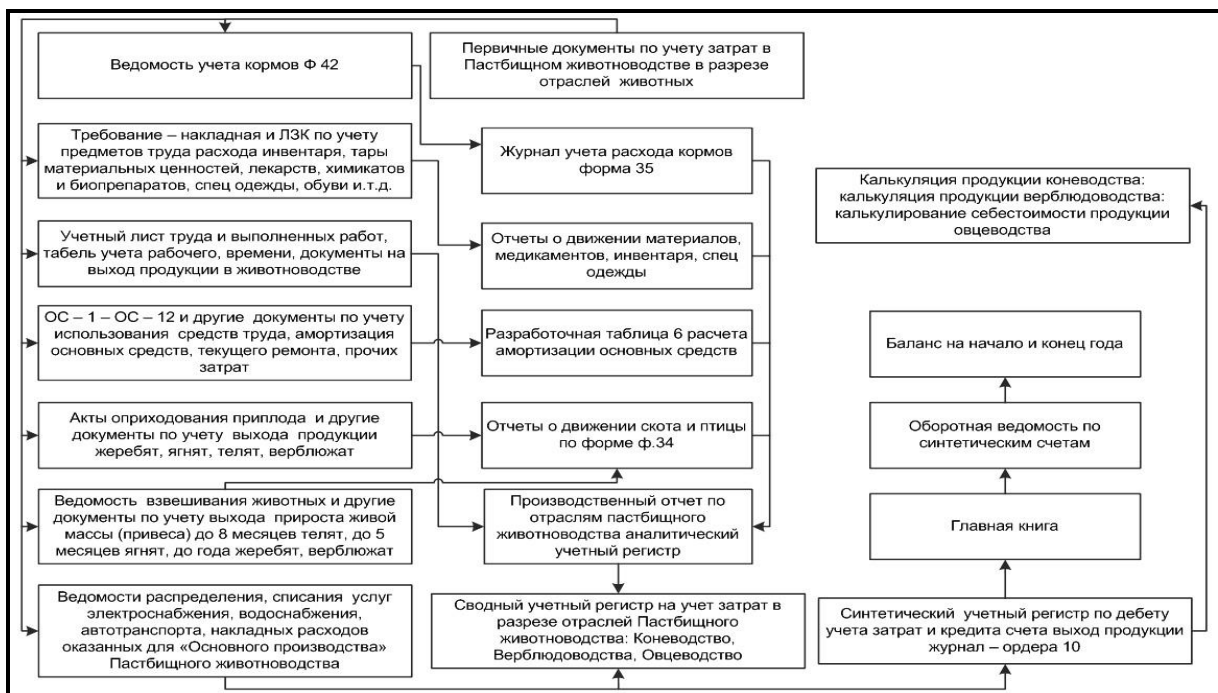 Ведомость учета кормов Ф 42
Первичные документы по учету затрат в
Пастбищном животноводстве в разрезе
отраслей животных
Требование – накладная и ЛЗК по учету
предметов труда расхода инвентаря, тары
материальных ценностей, лекарств, химикатов
и биопрепаратов, спец одежды, обуви и.т.д.
Журнал учета расхода кормов
форма 35
Калькуляция продукции коневодства:
калькуляция продукции верблюдоводства:
калькулирование себестоимости продукции
овцеводства
Учетный лист труда и выполненных работ,
табель учета рабочего, времени, документы на
выход продукции в животноводстве
Отчеты о движении материалов,
медикаментов, инвентаря, спец
одежды
ОС – 1 – ОС – 12 и другие документы по учету
использования средств труда, амортизация
основных средств, текущего ремонта, прочих
затрат
Разработочная таблица 6 расчета
амортизации основных средств
Баланс на начало и конец года
Акты оприходования приплода и другие
документы по учету выхода продукции
жеребят, ягнят, телят, верблюжат
Отчеты о движении скота и птицы
по форме ф.34
Оборотная ведомость по
синтетическим счетам
Ведомость взвешивания животных и другие
документы по учету выхода прироста живой
массы (привеса) до 8 месяцев телят, до 5
месяцев ягнят, до года жеребят, верблюжат
Производственный отчет по
отраслям пастбищного
животноводства аналитический
учетный регистр
Главная книга
Ведомости распределения, списания услуг
электроснабжения, водоснабжения,
автотранспорта, накладных расходов
оказанных для «Основного производства»
Пастбищного животноводства
Сводный учетный регистр на учет затрат в
разрезе отраслей Пастбищного
животноводства: Коневодство,
Верблюдоводства, Овцеводство
Синтетический учетный регистр по дебету
учета затрат и кредита счета выход продукции
журнал – ордера 10